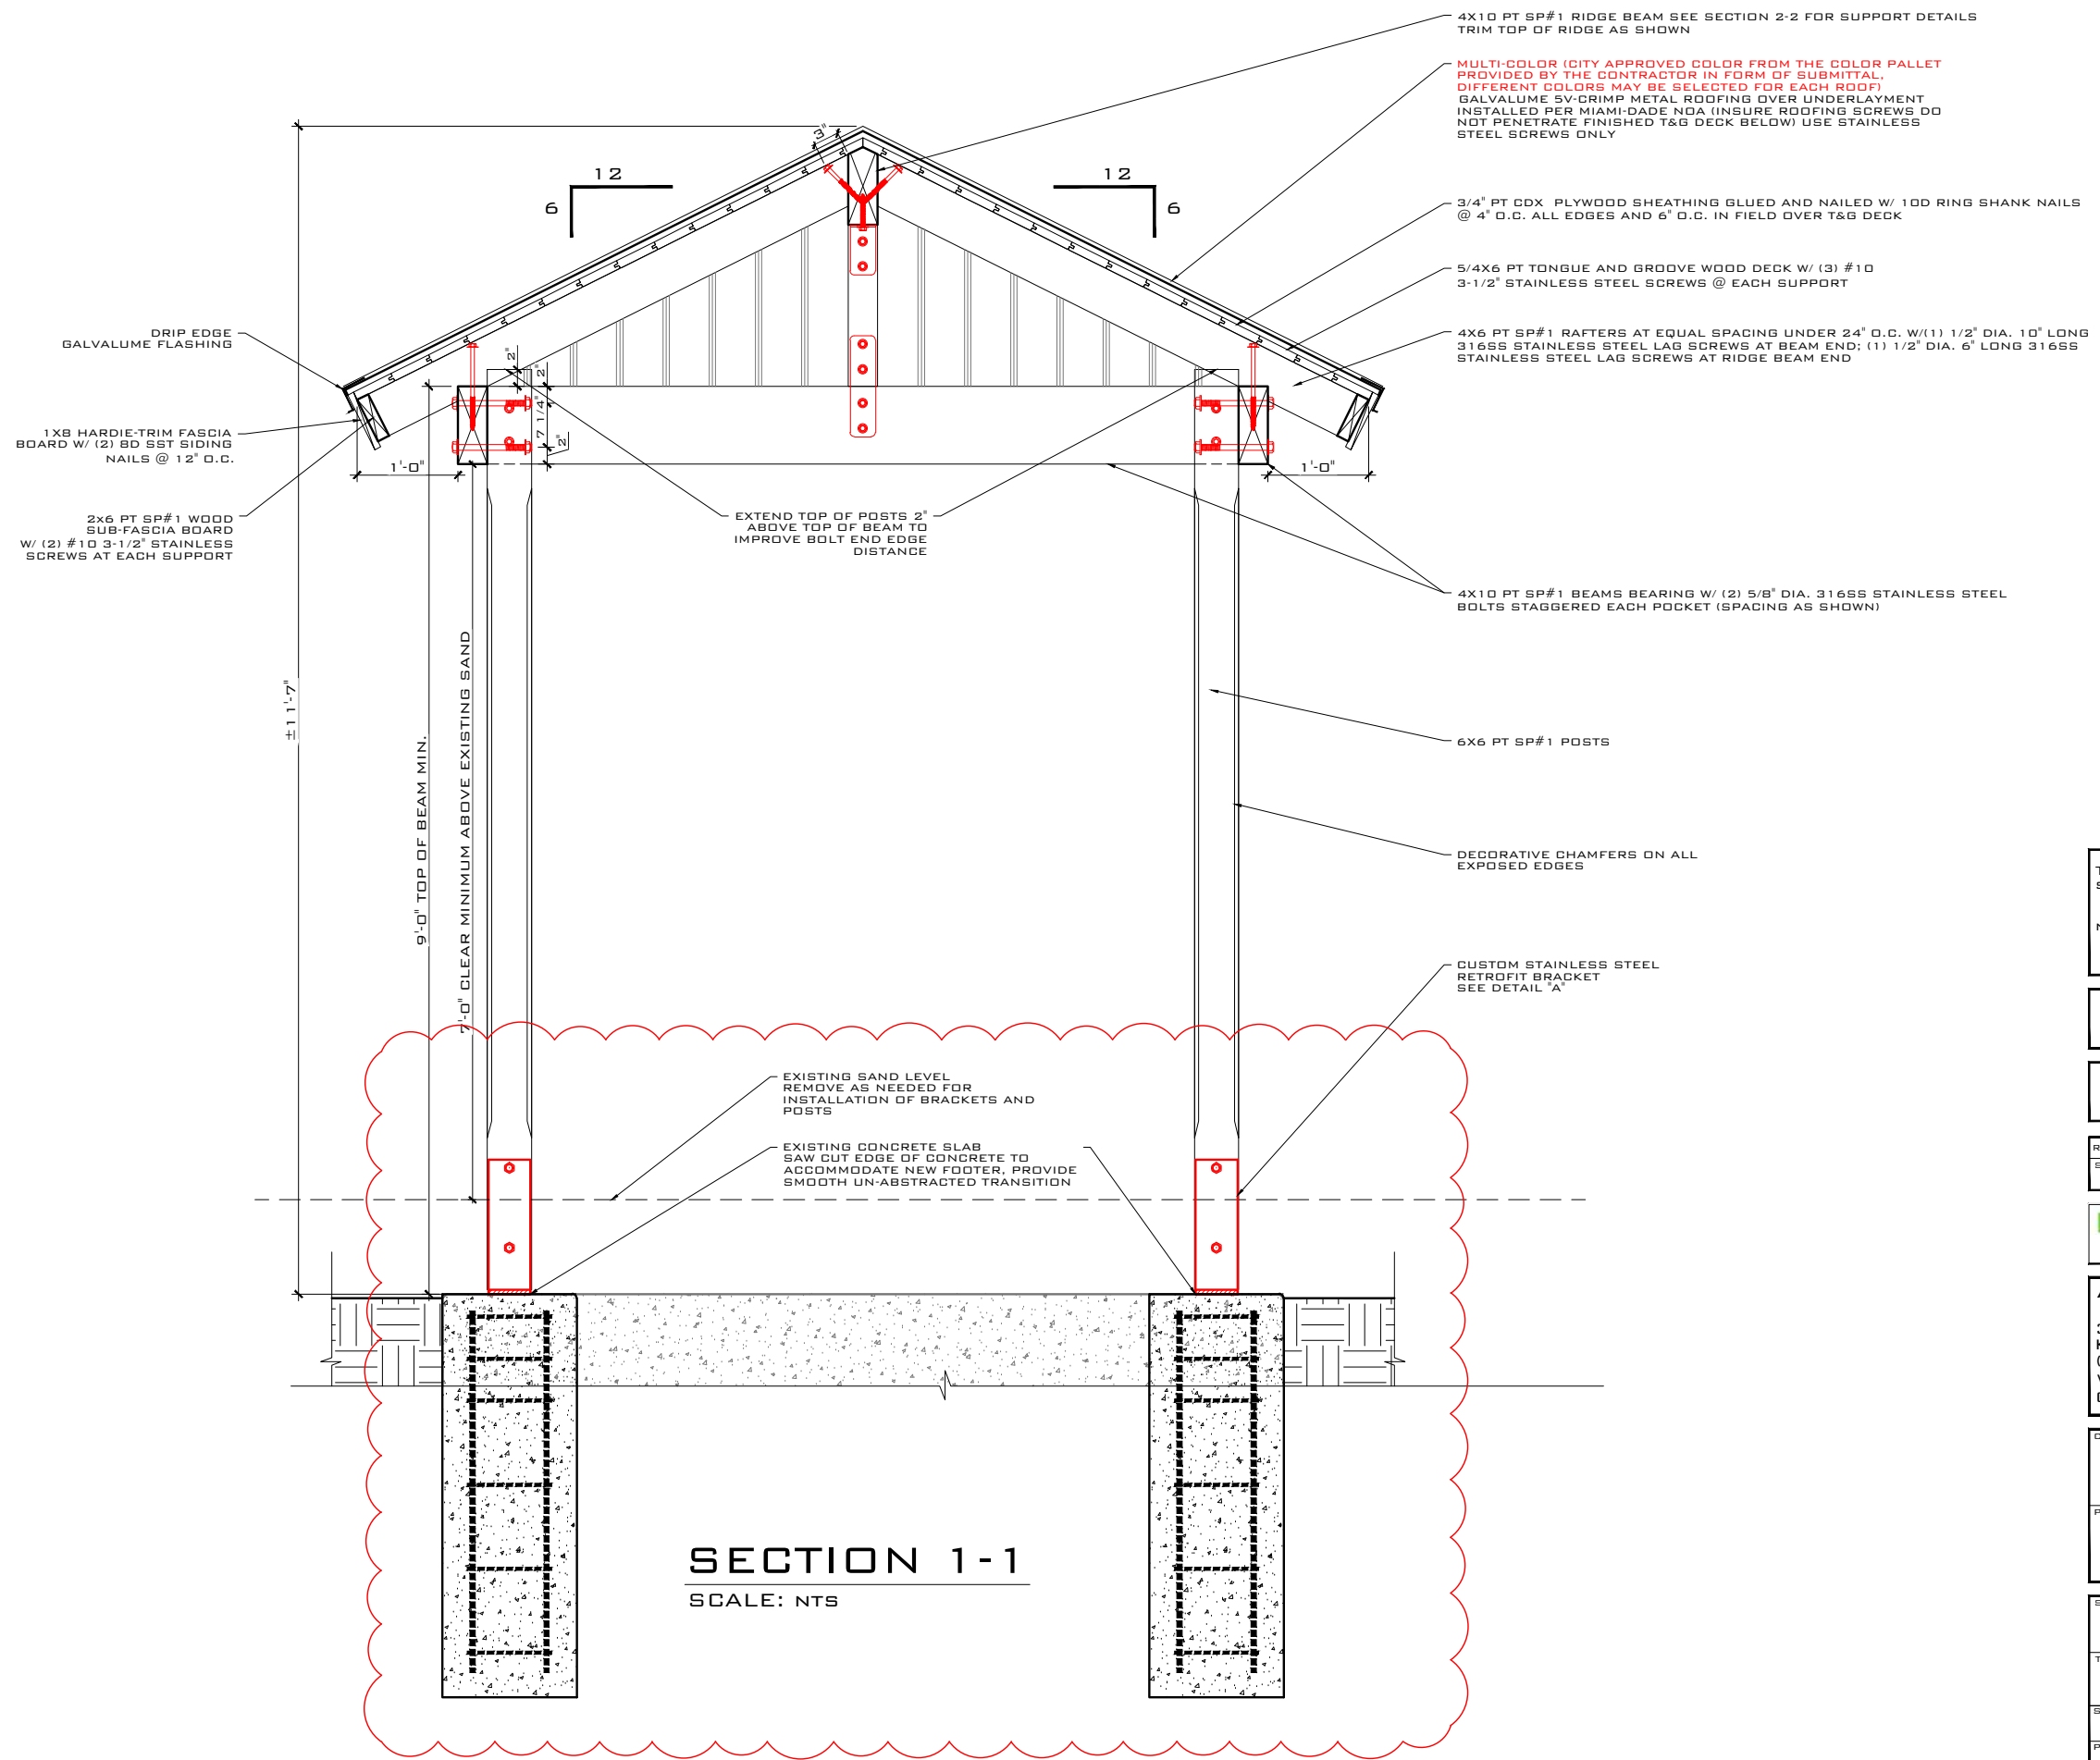 4X10 PT SP#1 RIDGE BEAM SEE SECTION 2-2 FOR SUPPORT DETAILS
TRIM TOP OF RIDGE AS SHOWN
MULTI-COLOR (CITY APPROVED COLOR FROM THE COLOR PALLET
PROVIDED BY THE CONTRACTOR IN FORM OF SUBMITTAL,
DIFFERENT COLORS MAY BE SELECTED FOR EACH ROOF)
GALVALUME 5V-CRIMP METAL ROOFING OVER UNDERLAYMENT
INSTALLED PER MIAMI-DADE NOA (INSURE ROOFING SCREWS DO
NOT PENETRATE FINISHED T&G DECK BELOW) USE STAINLESS
STEEL SCREWS ONLY
3"
12
6
12
6
3/4" PT CDX PLYWOOD SHEATHING GLUED AND NAILED W/ 10D RING SHANK NAILS
@ 4" O.C. ALL EDGES AND 6" O.C. IN FIELD OVER T&G DECK
5/4X6 PT TONGUE AND GROOVE WOOD DECK W/ (3) #10
3-1/2" STAINLESS STEEL SCREWS @ EACH SUPPORT
4X6 PT SP#1 RAFTERS AT EQUAL SPACING UNDER 24" O.C. W/(1) 1/2" DIA. 10" LONG
316SS STAINLESS STEEL LAG SCREWS AT BEAM END; (1) 1/2" DIA. 6" LONG 316SS
STAINLESS STEEL LAG SCREWS AT RIDGE BEAM END
DRIP EDGE
GALVALUME FLASHING
2"
2"
7 1/4"
2"
1X8 HARDIE-TRIM FASCIA
BOARD W/ (2) 8D SST SIDING
NAILS @ 12" O.C.
1'-0"
1'-0"
2x6 PT SP#1 WOOD
SUB-FASCIA BOARD
W/ (2) #10 3-1/2" STAINLESS
SCREWS AT EACH SUPPORT
EXTEND TOP OF POSTS 2"
ABOVE TOP OF BEAM TO
IMPROVE BOLT END EDGE
DISTANCE
4X10 PT SP#1 BEAMS BEARING W/ (2) 5/8" DIA. 316SS STAINLESS STEEL
BOLTS STAGGERED EACH POCKET (SPACING AS SHOWN)
±11'-7"
9'-0" TOP OF BEAM MIN.
7'-0" CLEAR MINIMUM ABOVE EXISTING SAND
6X6 PT SP#1 POSTS
DECORATIVE CHAMFERS ON ALL
EXPOSED EDGES
CUSTOM STAINLESS STEEL
RETROFIT BRACKET
SEE DETAIL "A"
EXISTING SAND LEVEL
REMOVE AS NEEDED FOR
INSTALLATION OF BRACKETS AND
POSTS
EXISTING CONCRETE SLAB
SAW CUT EDGE OF CONCRETE TO
ACCOMMODATE NEW FOOTER, PROVIDE
SMOOTH UN-ABSTRACTED TRANSITION
SECTION 1-1
SCALE: NTS